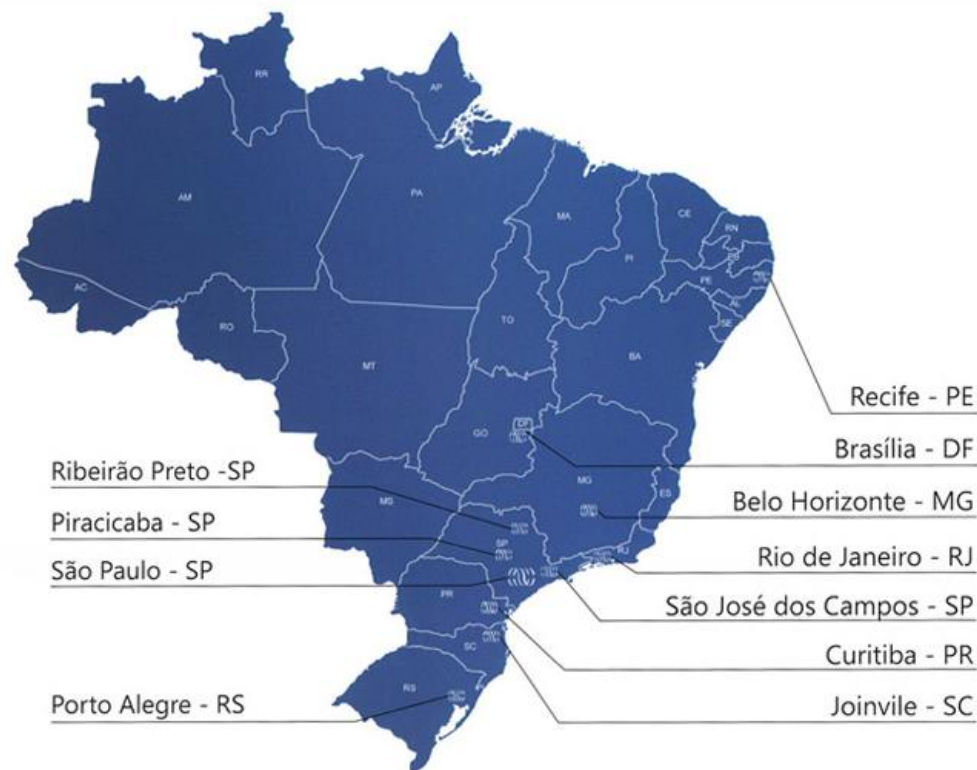 RR
AP
AM
PA
MA
CE
RN
PI
PB
PE
AC
AL
TO
SE
RO
BA
MT
Recife - PE
GO
DF
Brasília - DF
Ribeirão Preto -SP
MG
MS
ES
Belo Horizonte - MG
Piracicaba - SP
SP
RJ
Rio de Janeiro - RJ
São Paulo - SP
PR
São José dos Campos - SP
SC
Curitiba - PR
RS
Porto Alegre - RS
Joinvile - SC